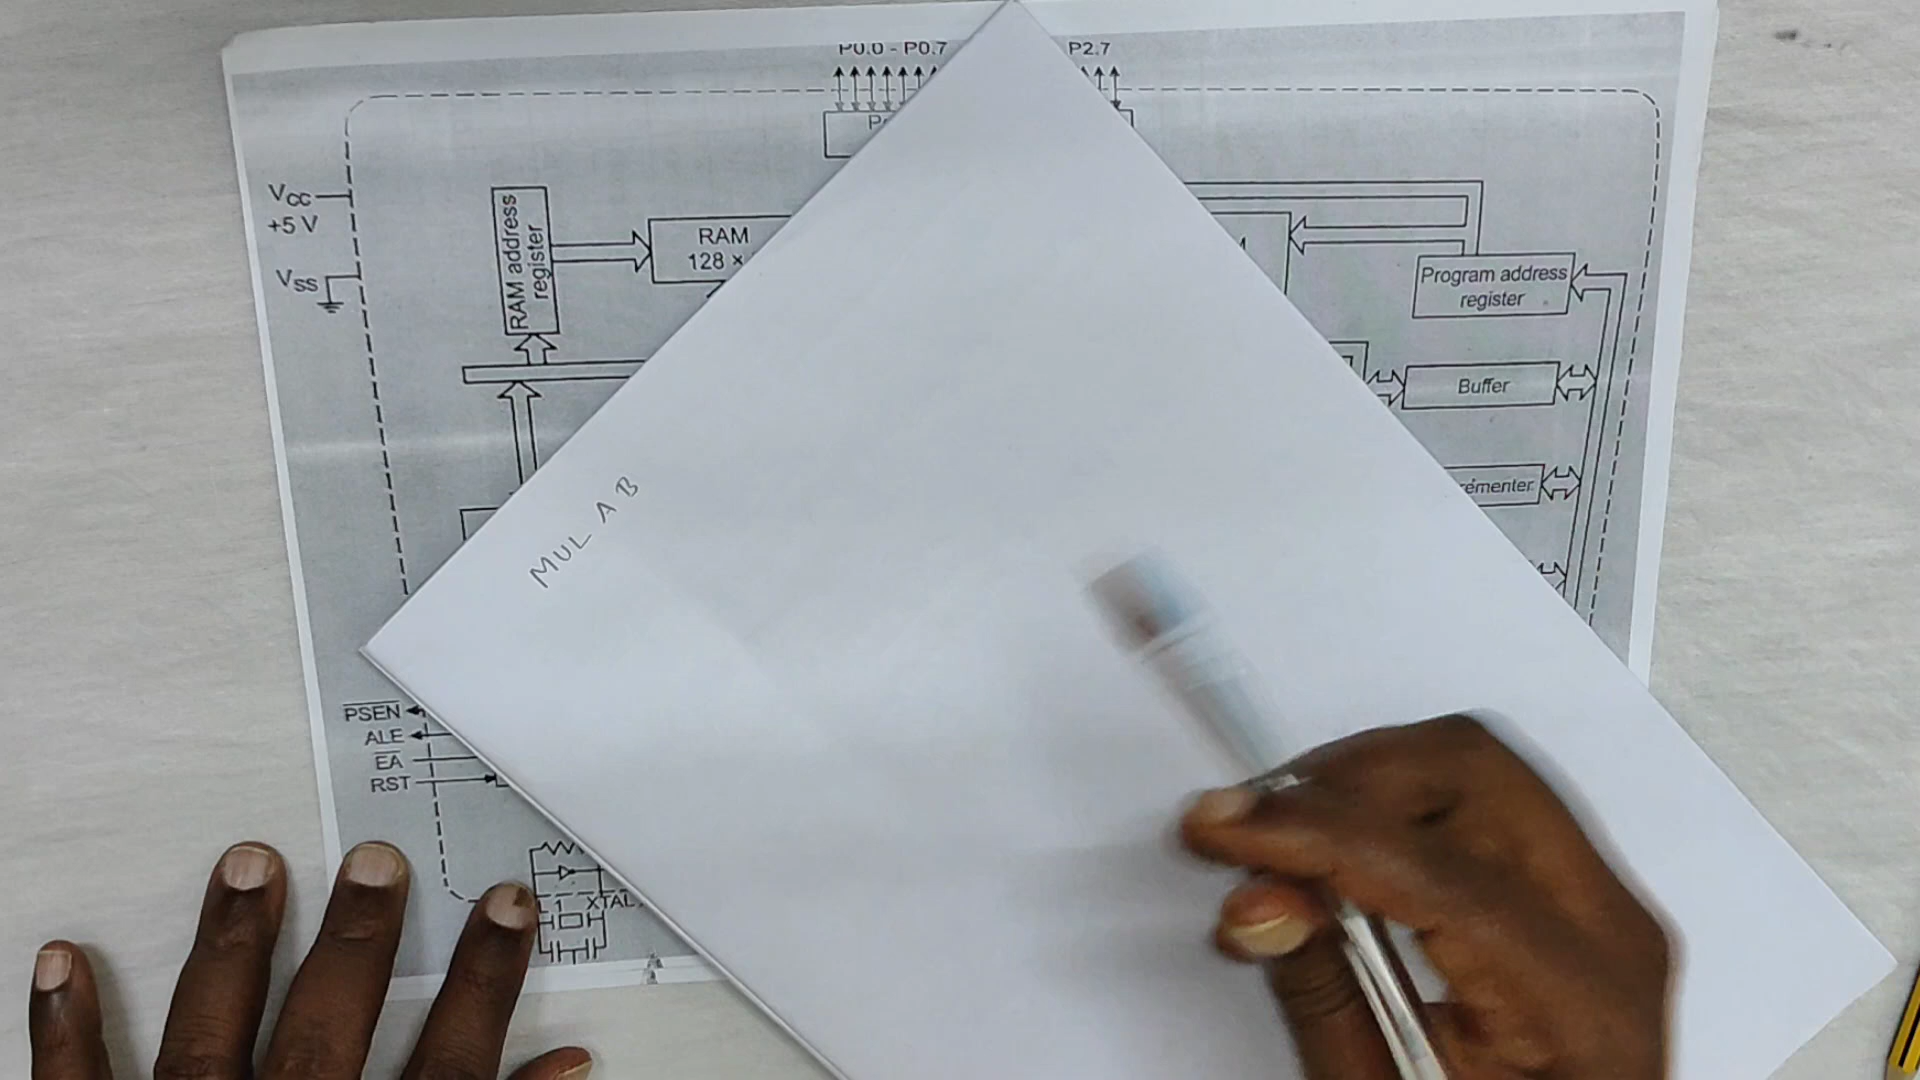 P0.0 - P0.7
P2.7
VCC
+5 V
VSS
RAM address
register
RAM
128 ×
Program address
register
Buffer
rementer
MUL A B
PSEN
ALE
EA
RST
1 XTAL